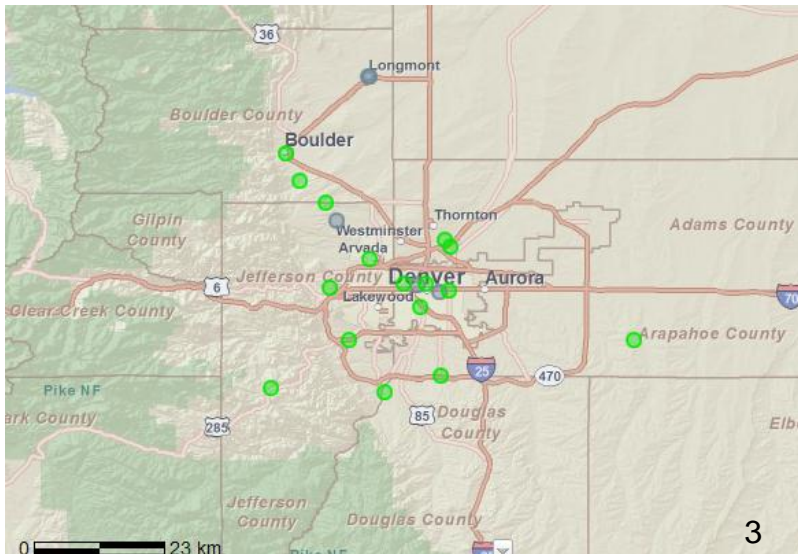 36
Longmont
Boulder County
Boulder
Gilpin
County
Thornton
Westminster
Arvada
Adams County
Jefferson County
6
Denver
Aurora
Lakewood
70
Clear Creek County
Arapahoe County
25
470
Pike NF
ark County
285
85
Douglas
County
Elb
Jefferson
County
Douglas County
0
23 km
Pike NF
3